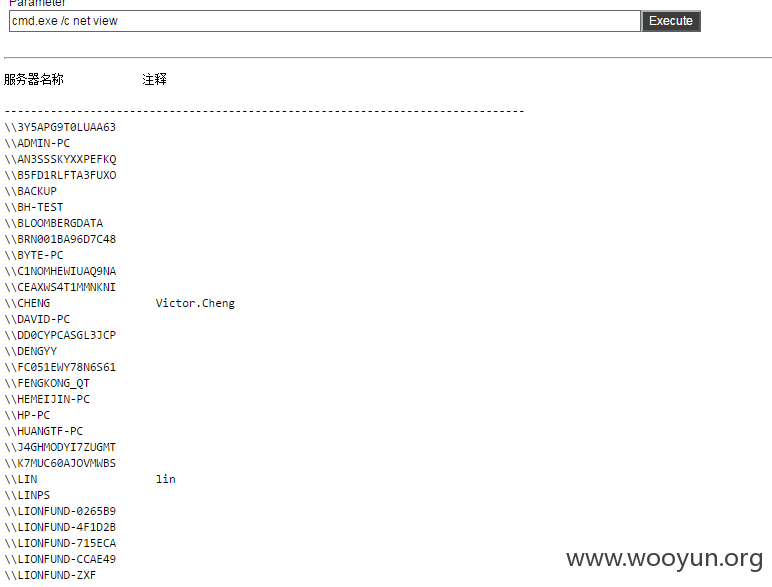 Parameter
cmd.exe /c net view Execute
服务器名称 注释
-------------------------------------------------------------------------------
\\3Y5APG9T0LUAA63
\\ADMIN-PC
\\AN3SSSKYXXPEFKQ
\\B5FD1RLFTA3FUXO
\\BACKUP
\\BH-TEST
\\BLOOMBERGDATA
\\BRN001BA96D7C48
\\BYTE-PC
\\C1NOMHEWIUAQ9NA
\\CEAXWS4T1MMNKNI
\\CHENG Victor.Cheng
\\DAVID-PC
\\DD0CYPCASGL3JCP
\\DENGYY
\\FC051EWY78N6S61
\\FENGKONG_QT
\\HEMEIJIN-PC
\\HP-PC
\\HUANGTF-PC
\\J4GHMODYI7ZUGMT
\\K7MUC60AJOVMWBS
\\LIN lin
\\LINPS
\\LIONFUND-0265B9
\\LIONFUND-4F1D2B
\\LIONFUND-715ECA
\\LIONFUND-CCAE49
\\LIONFUND-ZXF
www.wooyun.org